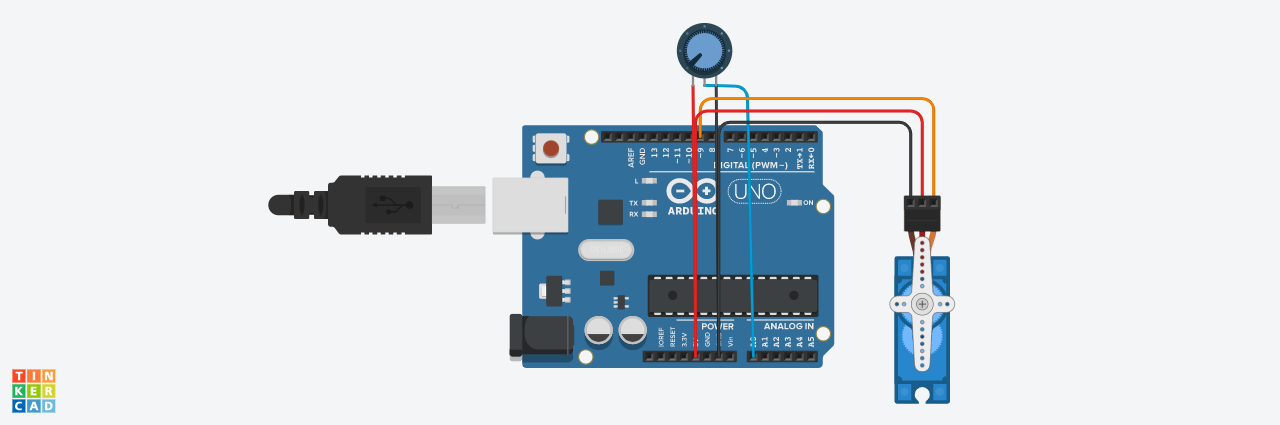 AREF
GND
13
12
~11
~10
~9
8
7
~6
~5
4
~3
2
TX→1
RX←0
DIGITAL (PWM~)
L
TX
RX
ARDUINO
UNO
ON
IOREF
RESET
3.3V
GND
Vin
POWER
ANALOG IN
A0
A1
A2
A3
A4
A5
TIN
KER
CAD